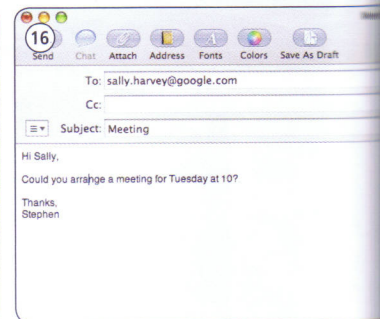 16
Send Chat Attach Address Fonts Colors Save As Draft
To: sally.harvey@google.com
Cc:
Subject: Meeting
Hi Sally,
Could you arrange a meeting for Tuesday at 10?
Thanks,
Stephen